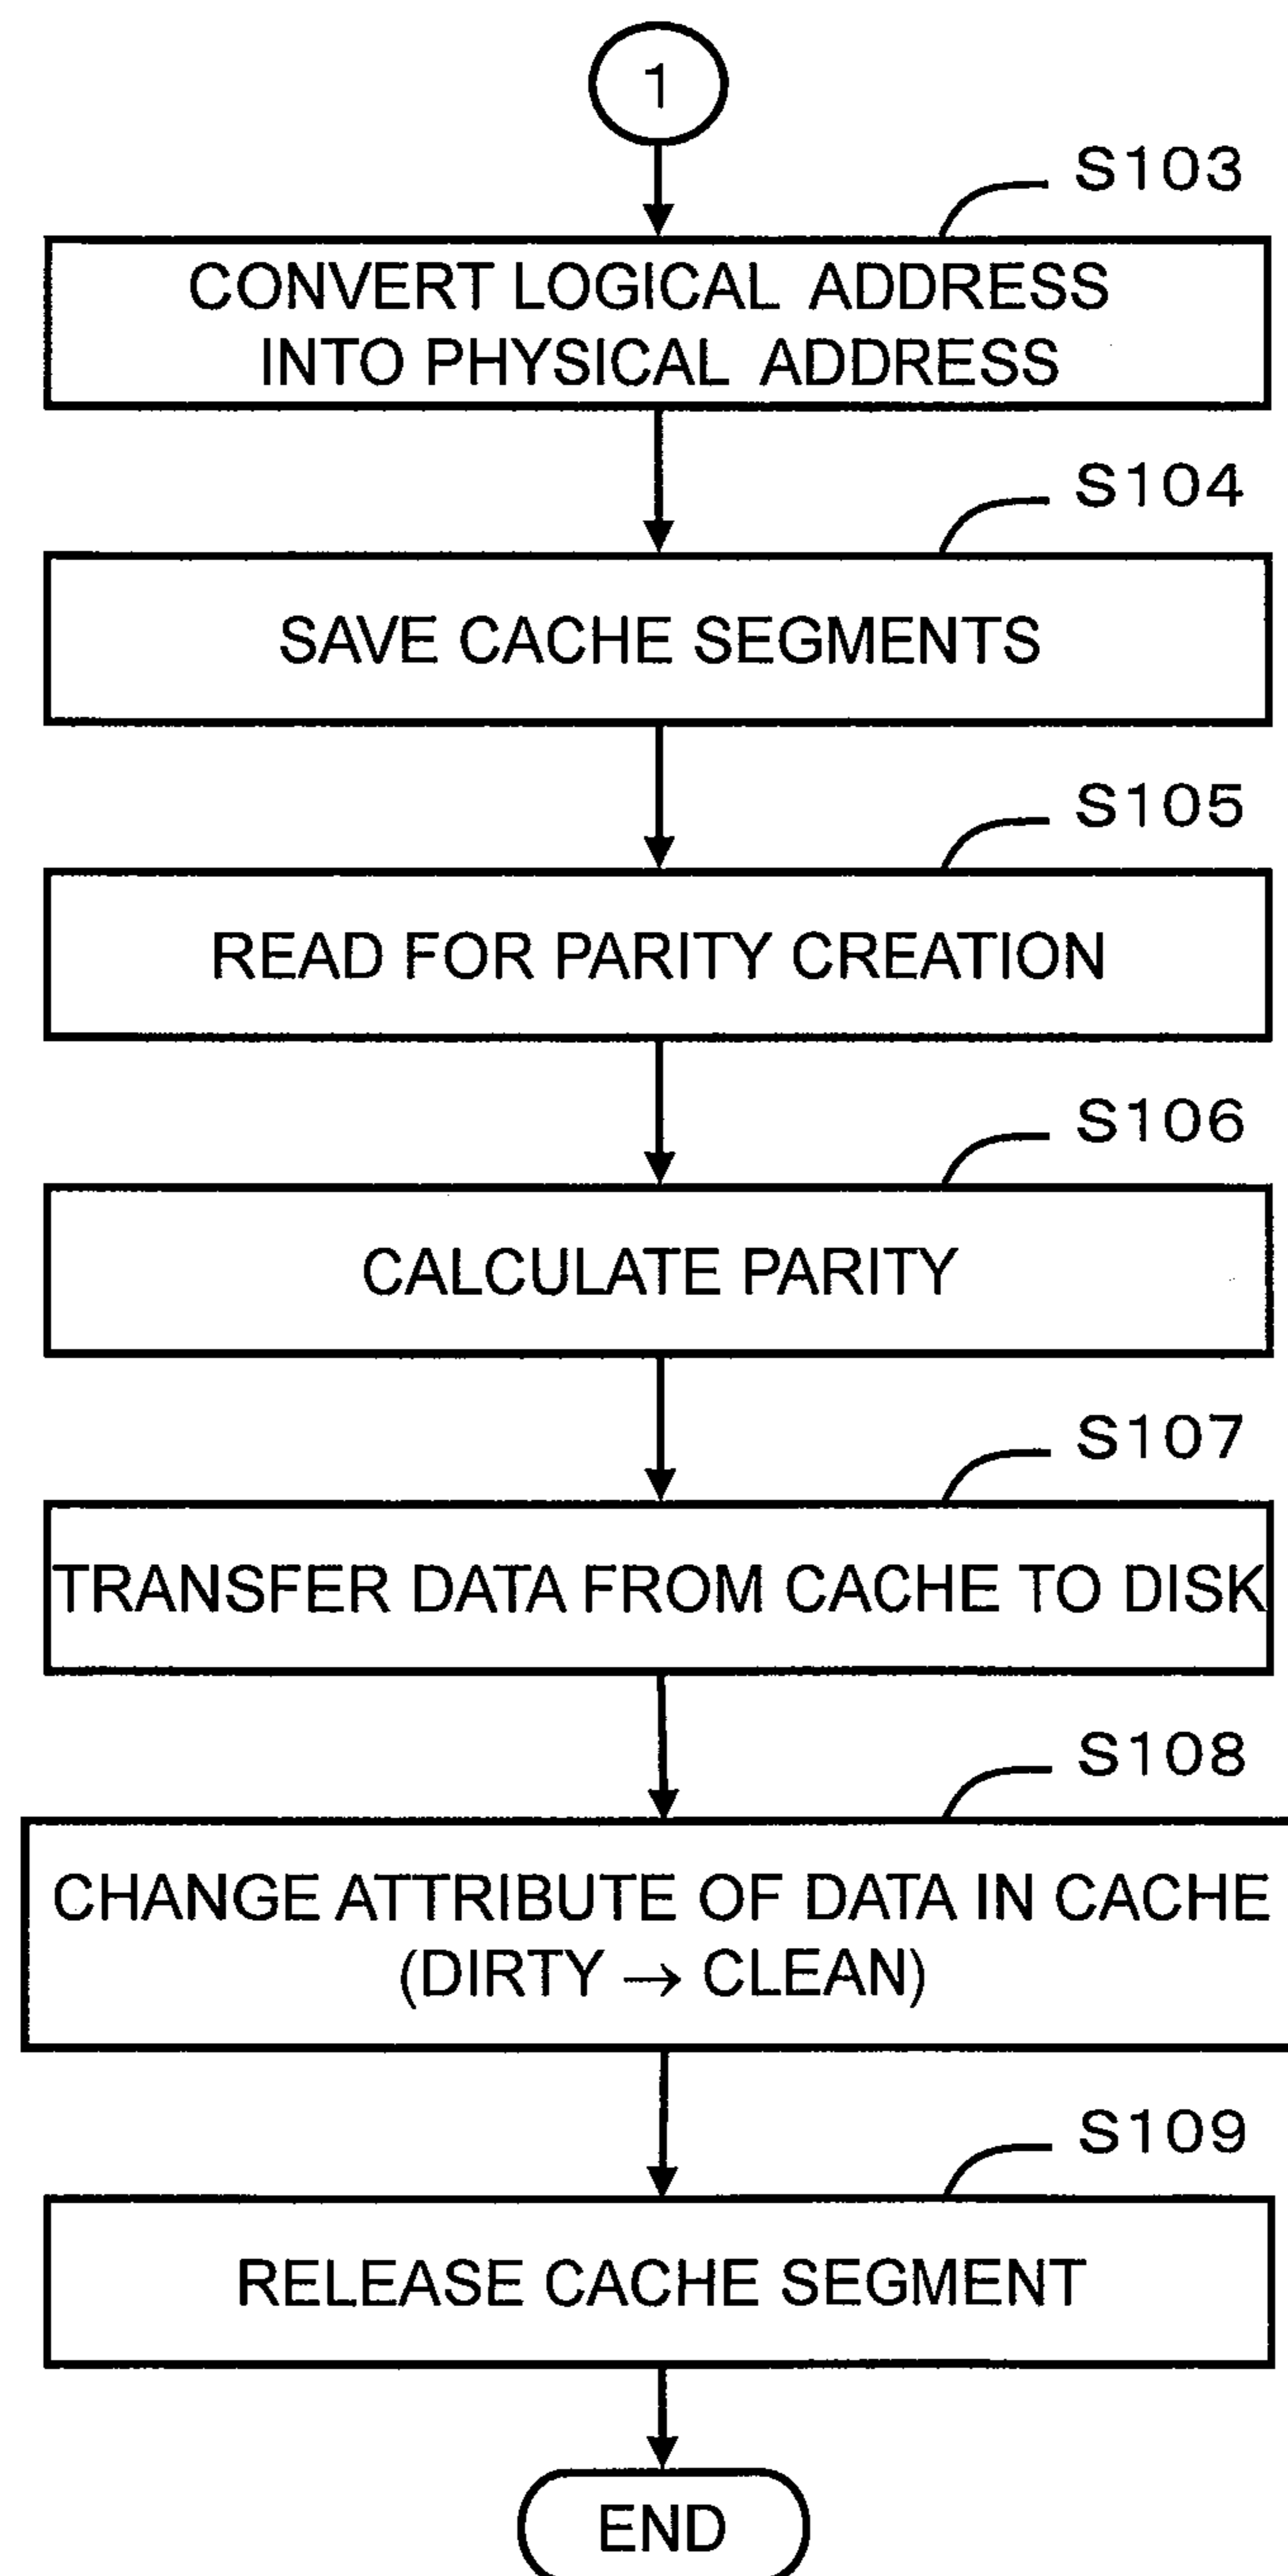 1
S103
CONVERT LOGICAL ADDRESS
INTO PHYSICAL ADDRESS
S104
SAVE CACHE SEGMENTS
S105
READ FOR PARITY CREATION
S106
CALCULATE PARITY
S107
TRANSFER DATA FROM CACHE TO DISK
S108
CHANGE ATTRIBUTE OF DATA IN CACHE
(DIRTY → CLEAN)
S109
RELEASE CACHE SEGMENT
END